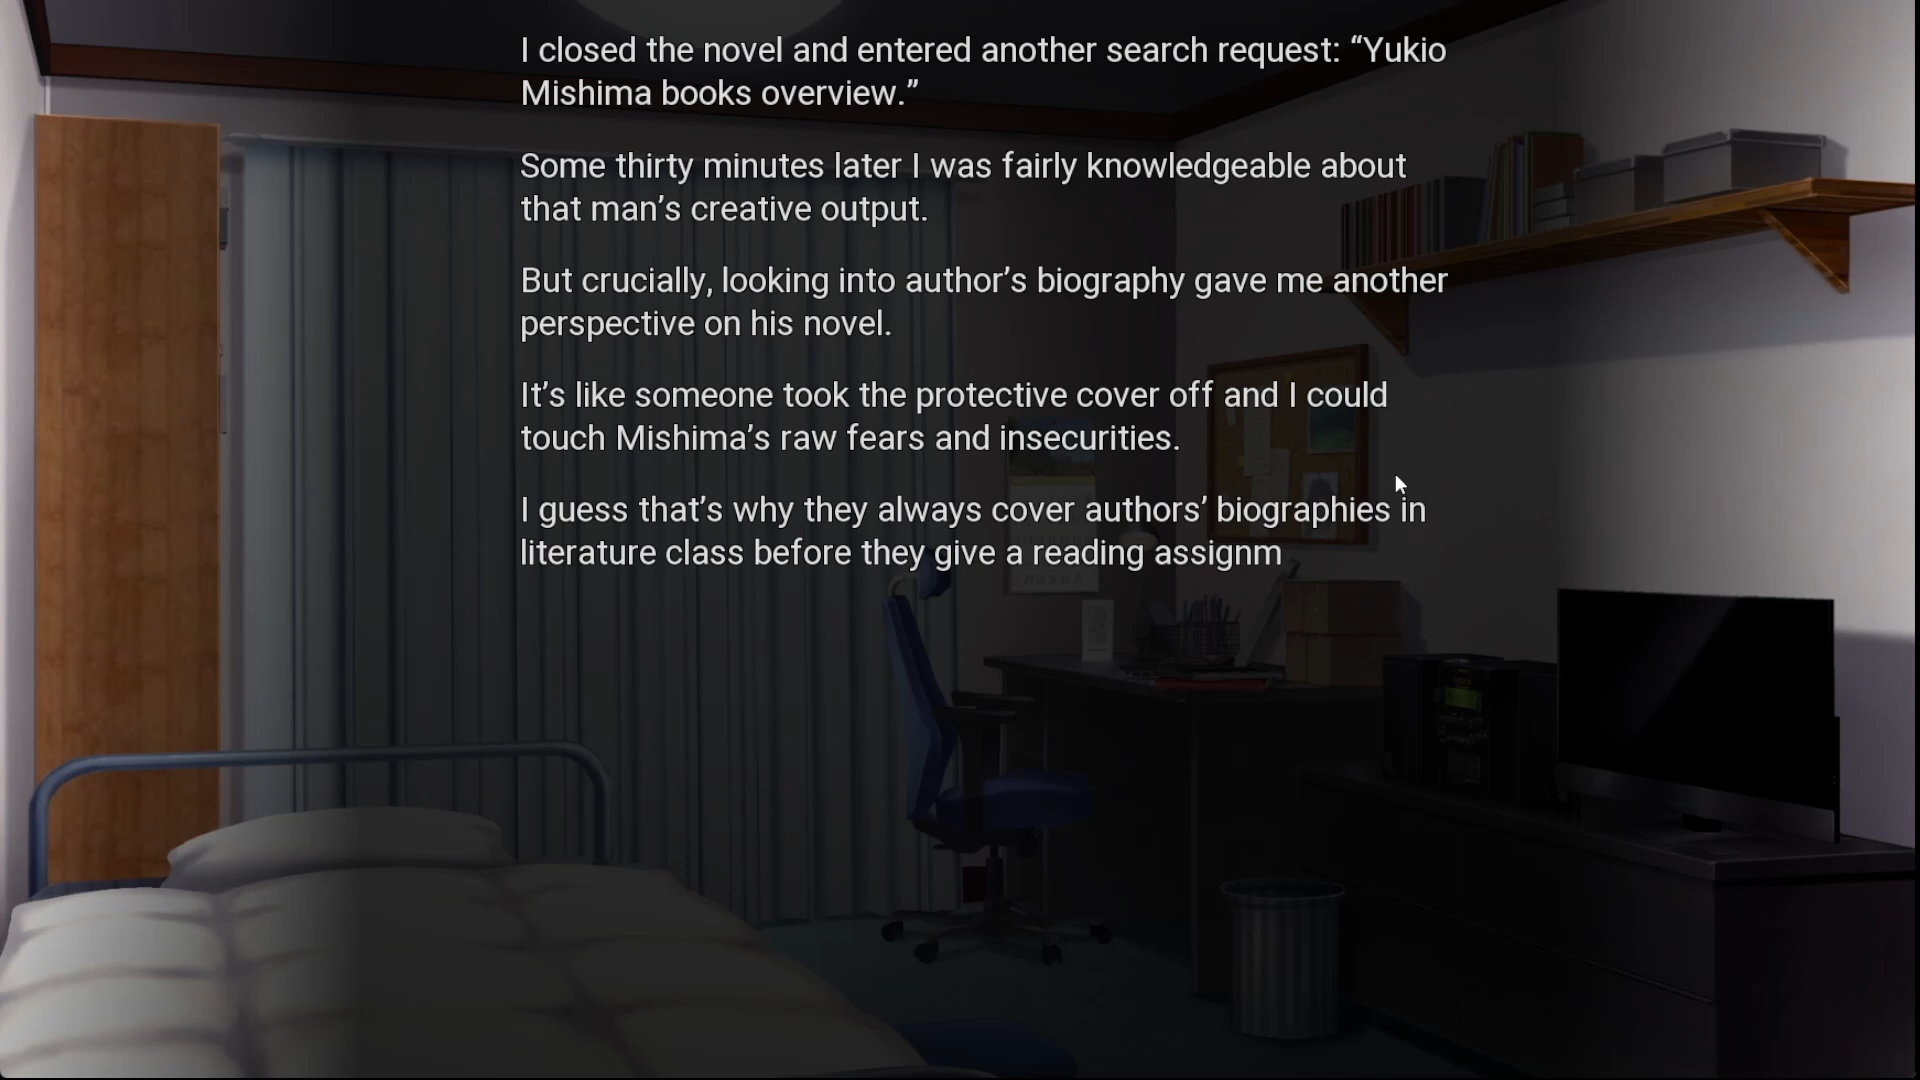 I closed the novel and entered another search request: “Yukio
Mishima books overview.”
Some thirty minutes later I was fairly knowledgeable about
that man’s creative output.
But crucially, looking into author’s biography gave me another
perspective on his novel.
It’s like someone took the protective cover off and I could
touch Mishima’s raw fears and insecurities.
I guess that’s why they always cover authors’ biographies in
literature class before they give a reading assignm